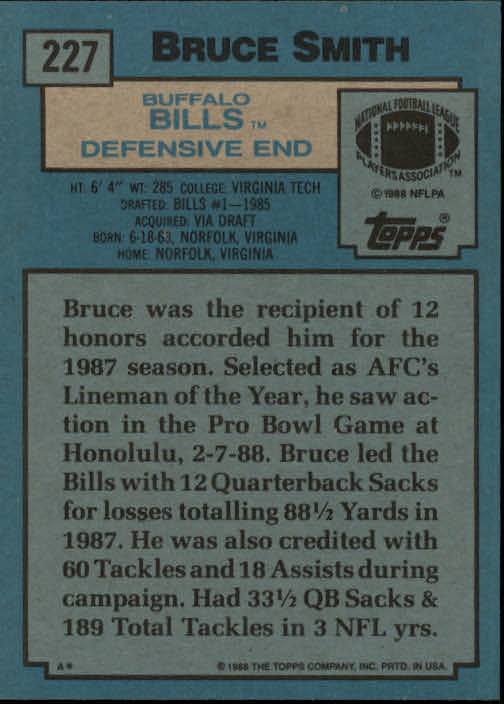 227
BRUCE SMITH
BUFFALO
BILLS™
DEFENSIVE END
NATIONAL FOOTBALL LEAGUE
PLAYERS ASSOCIATION™
©1988 NFLPA
topps®
HT: 6' 4" WT: 285 COLLEGE: VIRGINIA TECH
DRAFTED: BILLS #1—1985
ACQUIRED: VIA DRAFT
BORN: 6-18-63, NORFOLK, VIRGINIA
HOME: NORFOLK, VIRGINIA
Bruce was the recipient of 12
honors accorded him for the
1987 season. Selected as AFC's
Lineman of the Year, he saw ac-
tion in the Pro Bowl Game at
Honolulu, 2-7-88. Bruce led the
Bills with 12 Quarterback Sacks
for losses totalling 88½ Yards in
1987. He was also credited with
60 Tackles and 18 Assists during
campaign. Had 33½ QB Sacks &
189 Total Tackles in 3 NFL yrs.
A*
©1988 THE TOPPS COMPANY, INC. PRTD. IN USA.